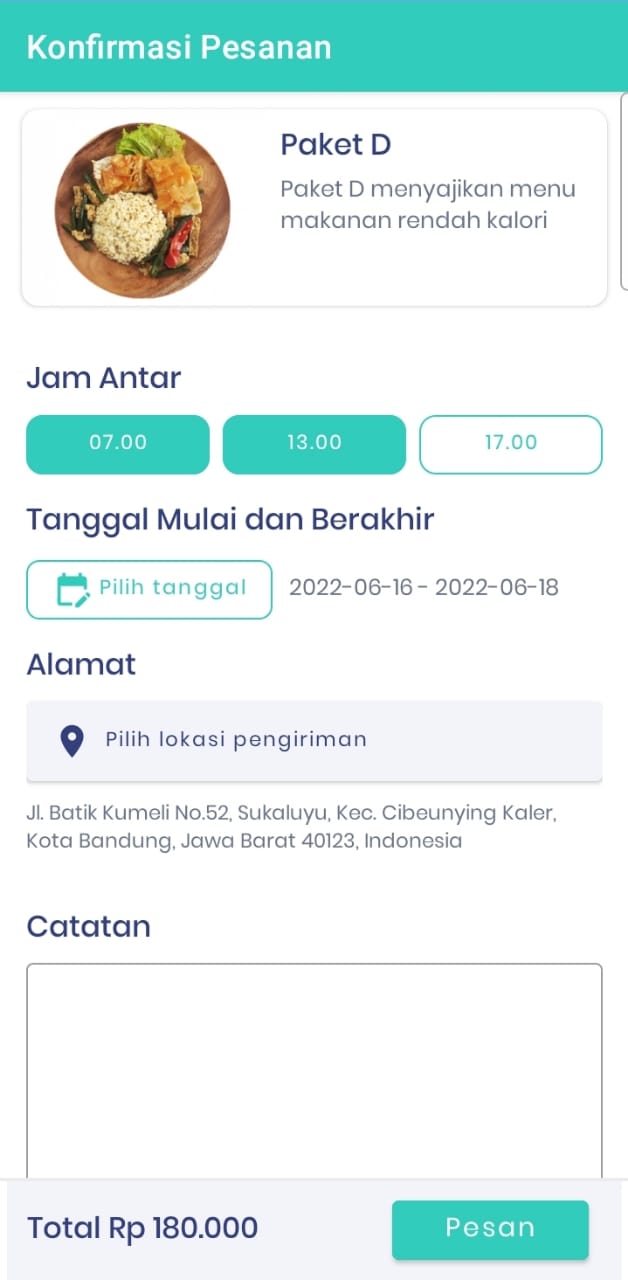 Konfirmasi Pesanan
Paket D
Paket D menyajikan menu
makanan rendah kalori
Jam Antar
07.00 13.00 17.00
Tanggal Mulai dan Berakhir
Pilih tanggal 2022-06-16 - 2022-06-18
Alamat
Pilih lokasi pengiriman
Jl. Batik Kumeli No.52, Sukaluyu, Kec. Cibeunying Kaler,
Kota Bandung, Jawa Barat 40123, Indonesia
Catatan
Total Rp 180.000 Pesan